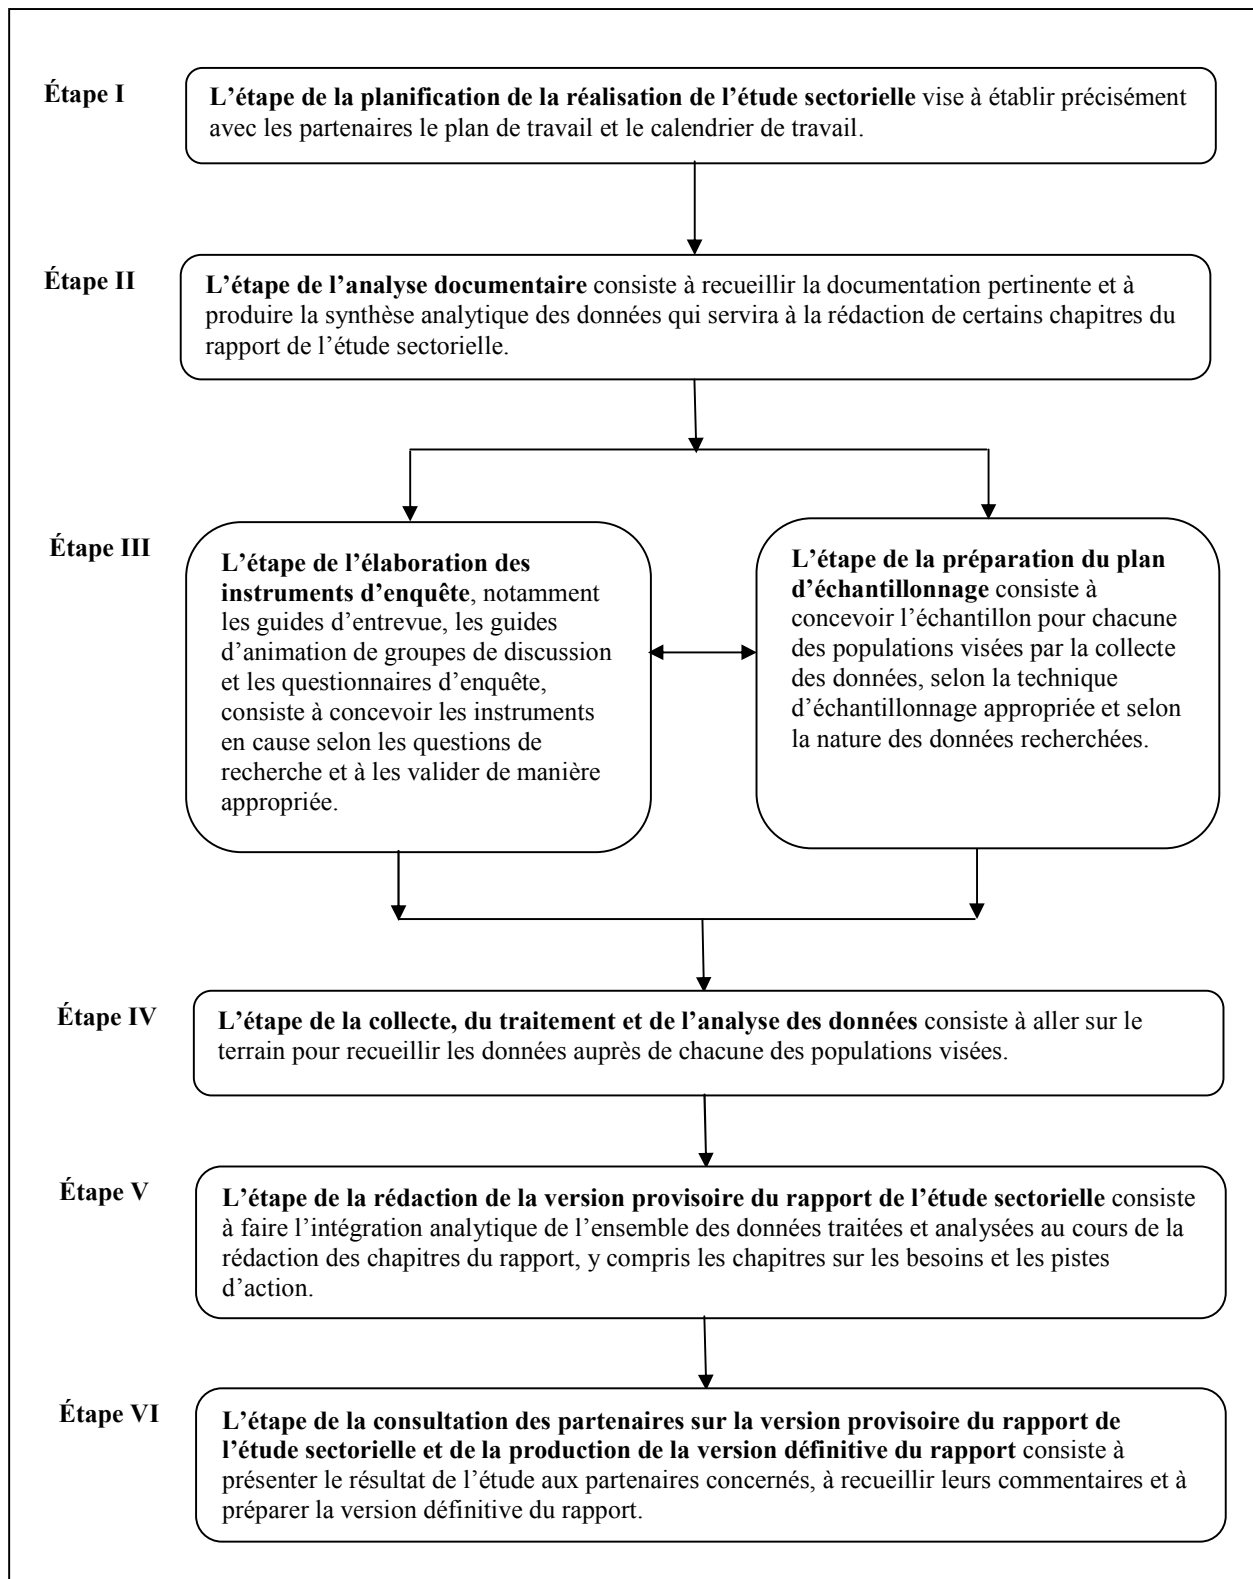 Étape I
L’étape de la planification de la réalisation de l’étude sectorielle vise à établir précisément
avec les partenaires le plan de travail et le calendrier de travail.
Étape II
L’étape de l’analyse documentaire consiste à recueillir la documentation pertinente et à
produire la synthèse analytique des données qui servira à la rédaction de certains chapitres du
rapport de l’étude sectorielle.
Étape III
L’étape de l’élaboration des
instruments d’enquête, notamment
les guides d’entrevue, les guides
d’animation de groupes de discussion
et les questionnaires d’enquête,
consiste à concevoir les instruments
en cause selon les questions de
recherche et à les valider de manière
appropriée.
L’étape de la préparation du plan
d’échantillonnage consiste à
concevoir l’échantillon pour chacune
des populations visées par la collecte
des données, selon la technique
d’échantillonnage appropriée et selon
la nature des données recherchées.
Étape IV
L’étape de la collecte, du traitement et de l’analyse des données consiste à aller sur le
terrain pour recueillir les données auprès de chacune des populations visées.
Étape V
L’étape de la rédaction de la version provisoire du rapport de l’étude sectorielle consiste
à faire l’intégration analytique de l’ensemble des données traitées et analysées au cours de la
rédaction des chapitres du rapport, y compris les chapitres sur les besoins et les pistes
d’action.
Étape VI
L’étape de la consultation des partenaires sur la version provisoire du rapport de
l’étude sectorielle et de la production de la version définitive du rapport consiste à
présenter le résultat de l’étude aux partenaires concernés, à recueillir leurs commentaires et à
préparer la version définitive du rapport.